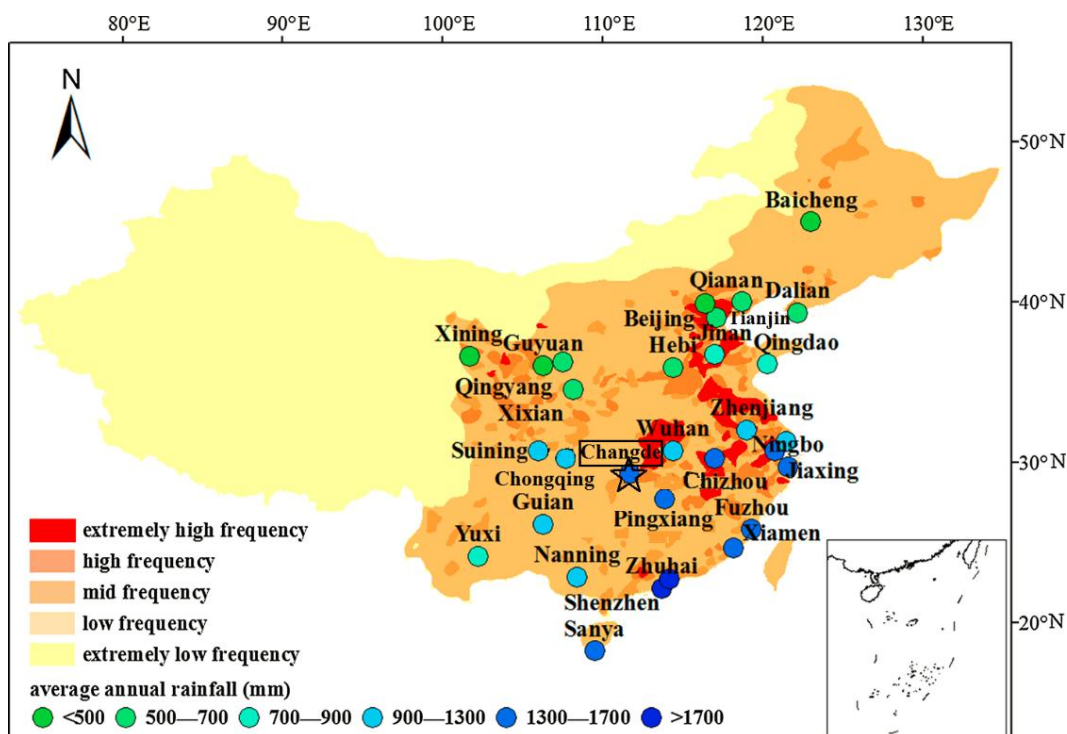 80°E 90°E 100°E 110°E 120°E 130°E
N
50°N
Baicheng
Qianan Dalian
40°N
Beijing Tianjin
Xining Guyuan Hebi Jinan Qingdao
Qingyang
Xixian Zhenjiang
Wuhan
Suining Changde Ningbo
30°N
Chongqing Chizhou Jiaxing
Guian Pingxiang Fuzhou
Yuxi Xiamen
Nanning Zhuhai
Shenzhen
Sanya
20°N
extremely high frequency
high frequency
mid frequency
low frequency
extremely low frequency
average annual rainfall (mm)
<500 500—700 700—900 900—1300 1300—1700 >1700